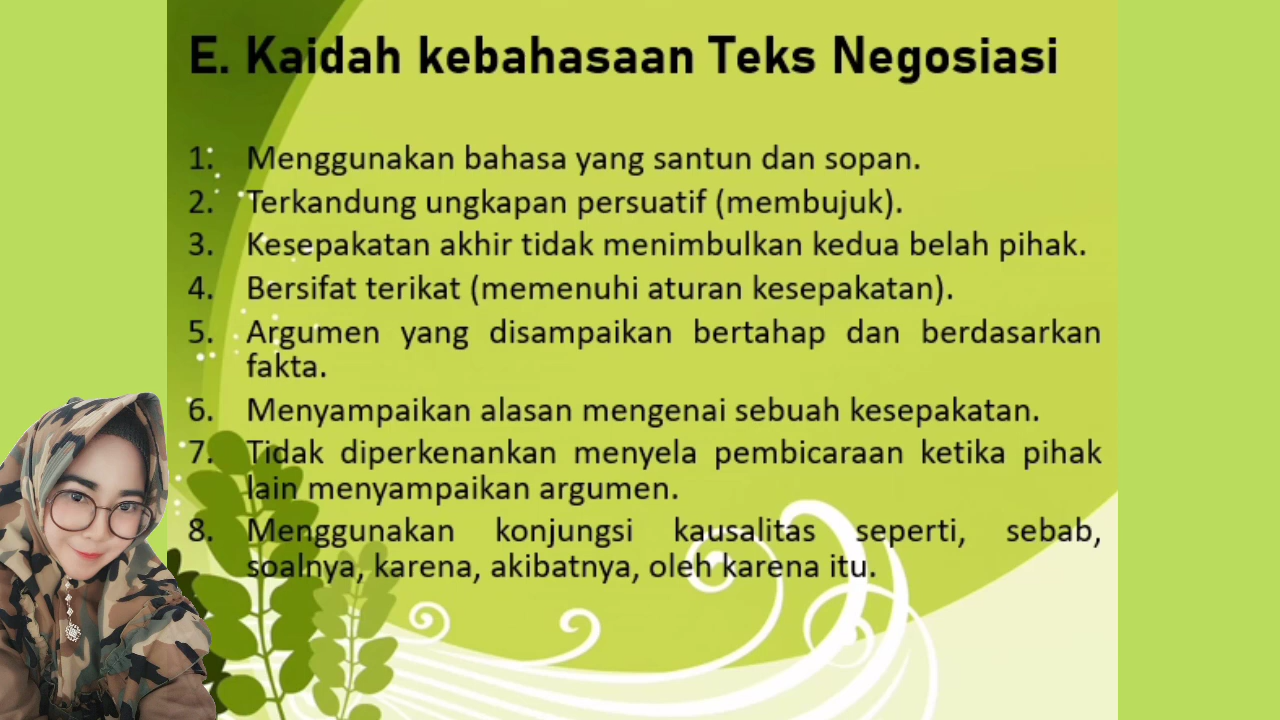 E. Kaidah kebahasaan Teks Negosiasi
1. Menggunakan bahasa yang santun dan sopan.
2. Terkandung ungkapan persuatif (membujuk).
3. Kesepakatan akhir tidak menimbulkan kedua belah pihak.
4. Bersifat terikat (memenuhi aturan kesepakatan).
5. Argumen yang disampaikan bertahap dan berdasarkan
fakta.
6. Menyampaikan alasan mengenai sebuah kesepakatan.
7. Tidak diperkenankan menyela pembicaraan ketika pihak
lain menyampaikan argumen.
8. Menggunakan konjungsi kausalitas seperti, sebab,
soalnya, karena, akibatnya, oleh karena itu.